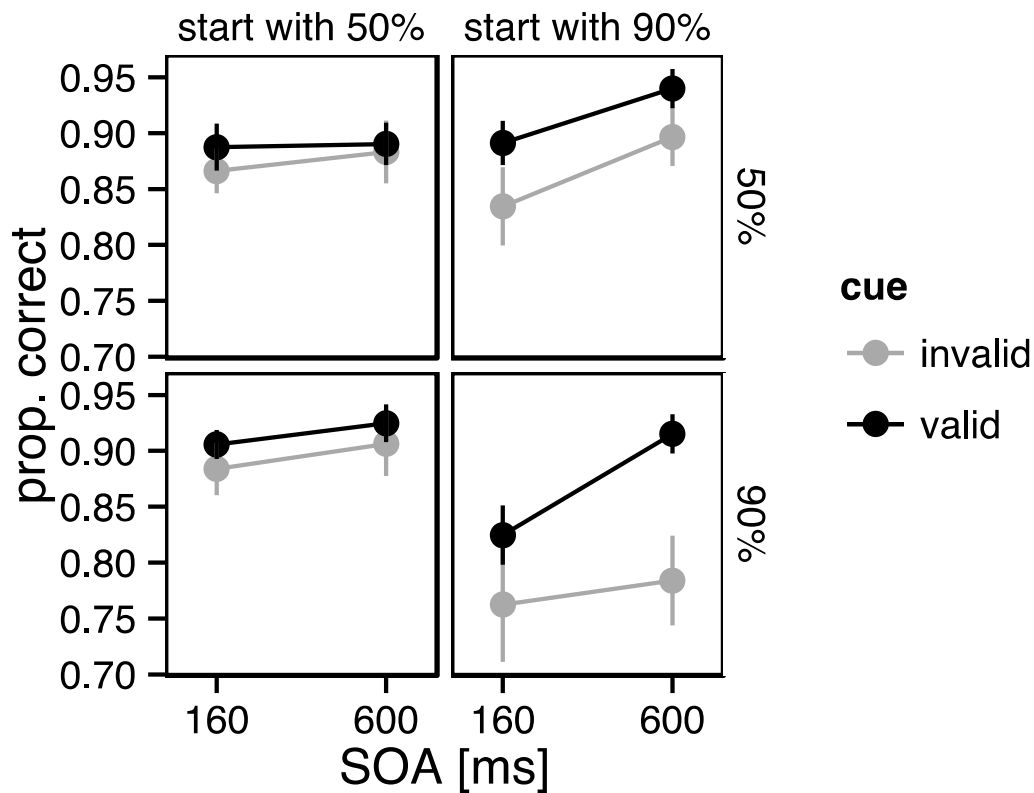 start with 50% start with 90%
prop. correct
0.95
0.90
0.85
0.80
0.75
0.70
50%
0.95
0.90
0.85
0.80
0.75
0.70
90%
160 600 160 600
SOA [ms]
cue
invalid
valid